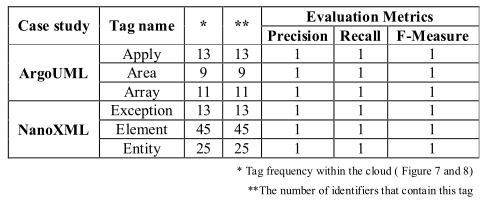 Case study Tag name * ** Evaluation Metrics
Precision Recall F-Measure
ArgoUML Apply 13 13 1 1 1
Area 9 9 1 1 1
Array 11 11 1 1 1
NanoXML Exception 13 13 1 1 1
Element 45 45 1 1 1
Entity 25 25 1 1 1
* Tag frequency within the cloud ( Figure 7 and 8)
**The number of identifiers that contain this tag